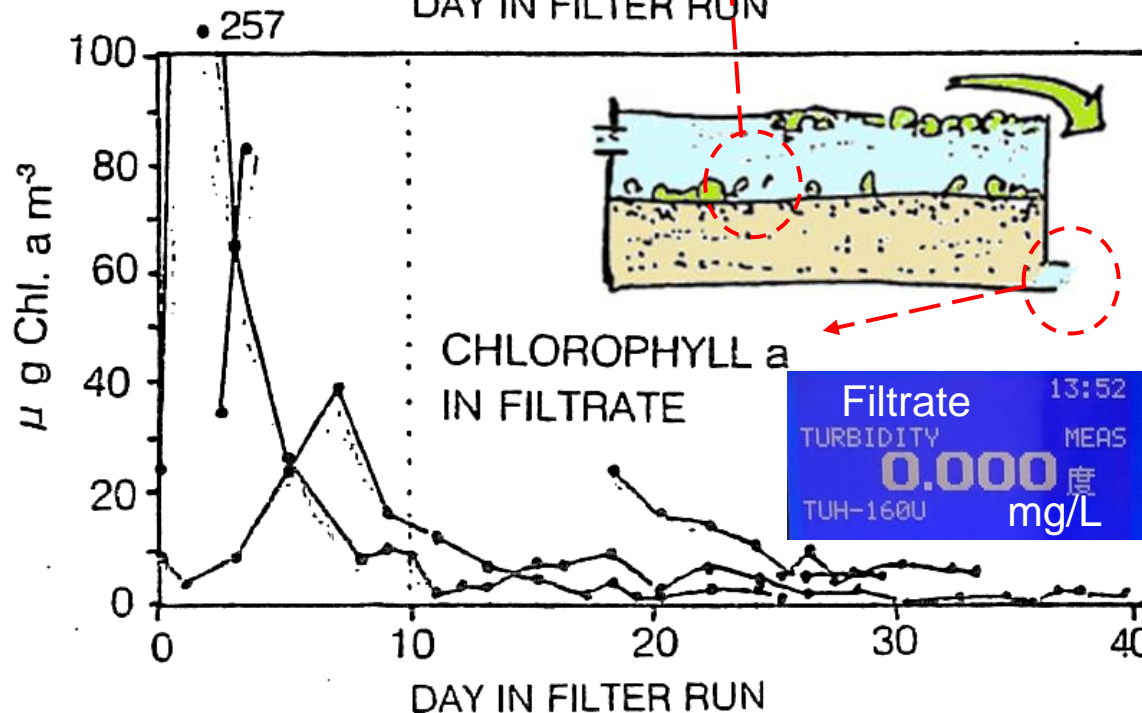 DAY IN FILTER RUN
• 257
100
80
60
40
20
0
μ g Chl. a m-3
CHLOROPHYLL a
IN FILTRATE
Filtrate
13:52
TURBIDITY MEAS
0.000 度
mg/L
TUH-160U
0 10 20 30 40
DAY IN FILTER RUN